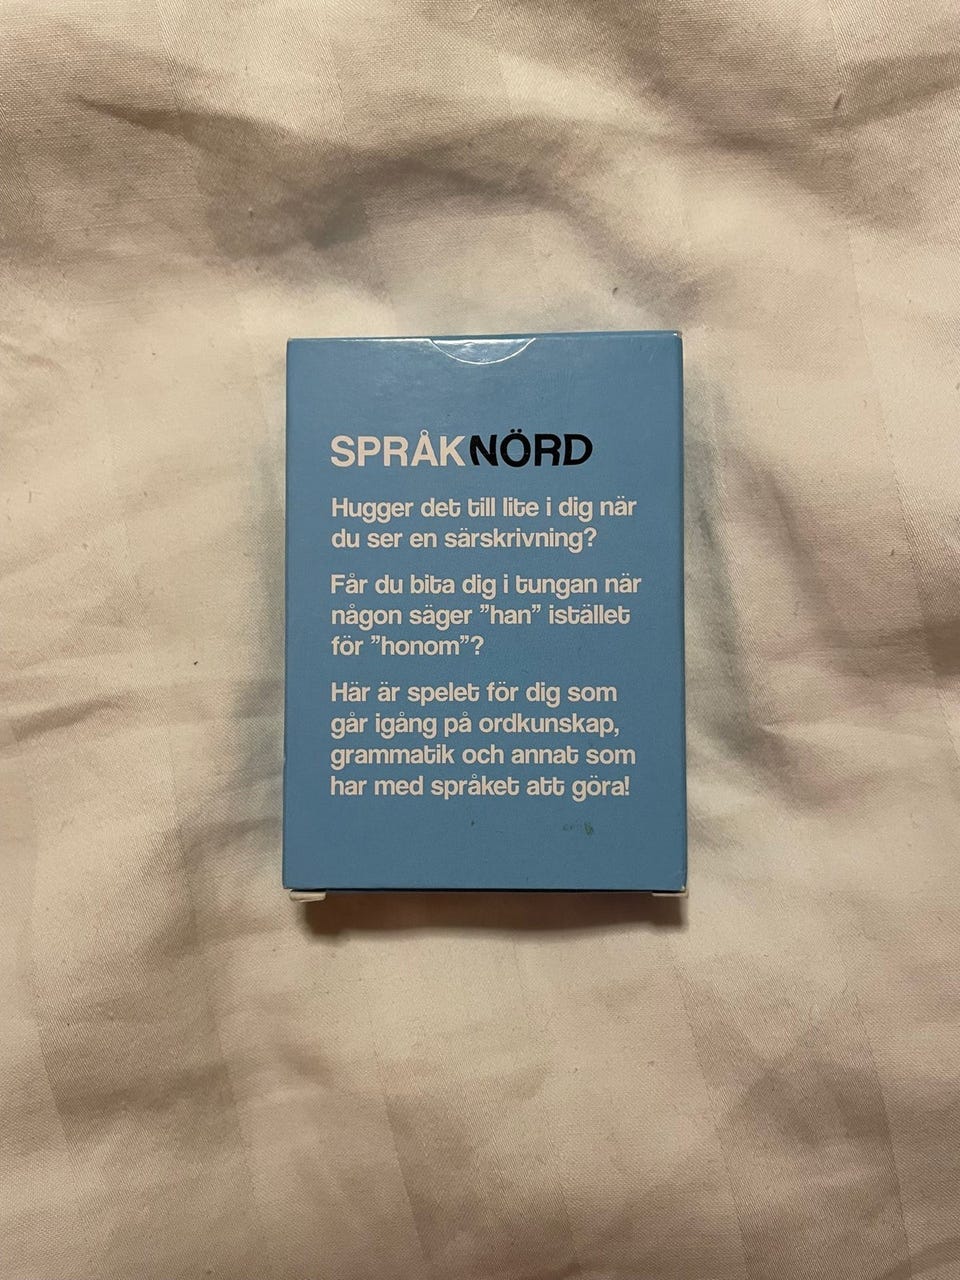 SPRÅKNÖRD
Hugger det till lite i dig när
du ser en särskrivning?
Får du bita dig i tungan när
någon säger ”han” istället
för ”honom”?
Här är spelet för dig som
går igång på ordkunskap,
grammatik och annat som
har med språket att göra!